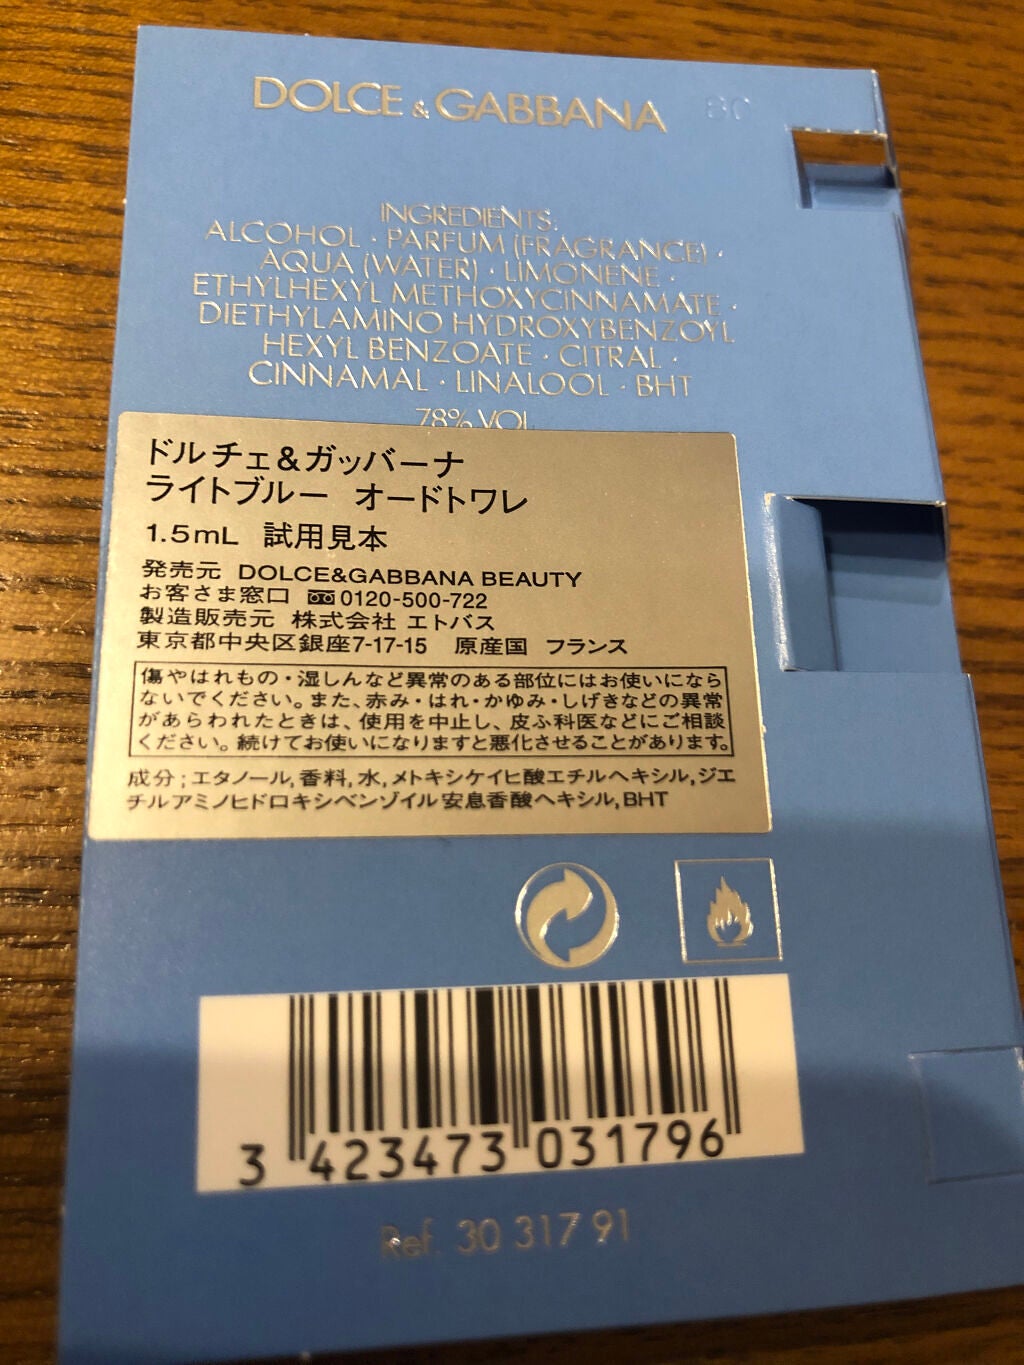 DOLCE & GABBANA 80
INGREDIENTS:
ALCOHOL · PARFUM (FRAGRANCE) ·
AQUA (WATER) · LIMONENE ·
ETHYLHEXYL METHOXYCINNAMATE ·
DIETHYLAMINO HYDROXYBENZOYL
HEXYL BENZOATE · CITRAL ·
CINNAMAL · LINALOOL · BHT
78% VOL
ドルチェ&ガッバーナ
ライトブルー オードトワレ
1.5mL 試用見本
発売元 DOLCE&GABBANA BEAUTY
お客さま窓口 0120-500-722
製造販売元 株式会社 エトバス
東京都中央区銀座7-17-15 原産国 フランス
傷やはれもの・湿しんなど異常のある部位にはお使いになら
ないでください。また、赤み・はれ・かゆみ・しげきなどの異常
があらわれたときは、使用を中止し、皮ふ科医などにご相談
ください。続けてお使いになりますと悪化させることがあります。
成分;エタノール,香料,水,メトキシケイヒ酸エチルヘキシル,ジエ
チルアミノヒドロキシベンゾイル安息香酸ヘキシル,BHT
3 423473 031796
Ref. 30 317 91